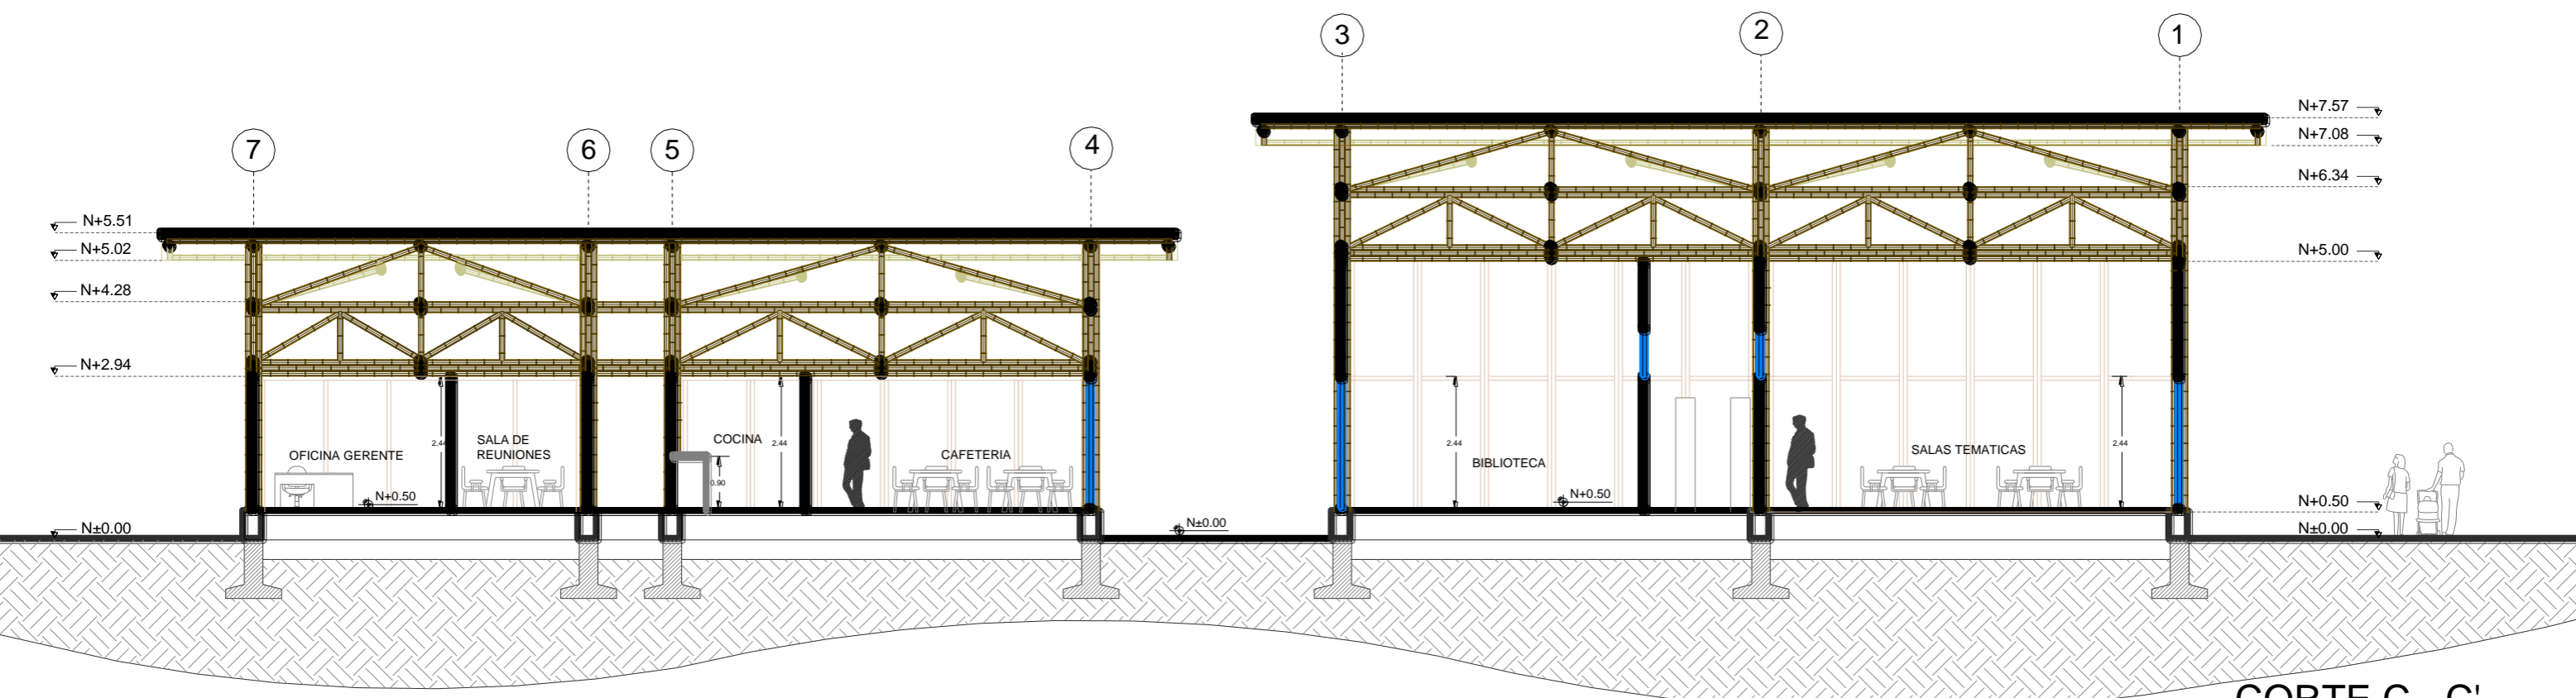 3
2
1
7
6
5
4
N+7.57
N+7.08
N+6.34
N+5.00
N+0.50
N±0.00
N+5.51
N+5.02
N+4.28
N+2.94
N±0.00
OFICINA GERENTE
2.44
SALA DE
REUNIONES
N+0.50
COCINA
2.44
0.90
CAFETERIA
N±0.00
2.44
BIBLIOTECA
N+0.50
SALAS TEMATICAS
2.44
CORTE C - C'